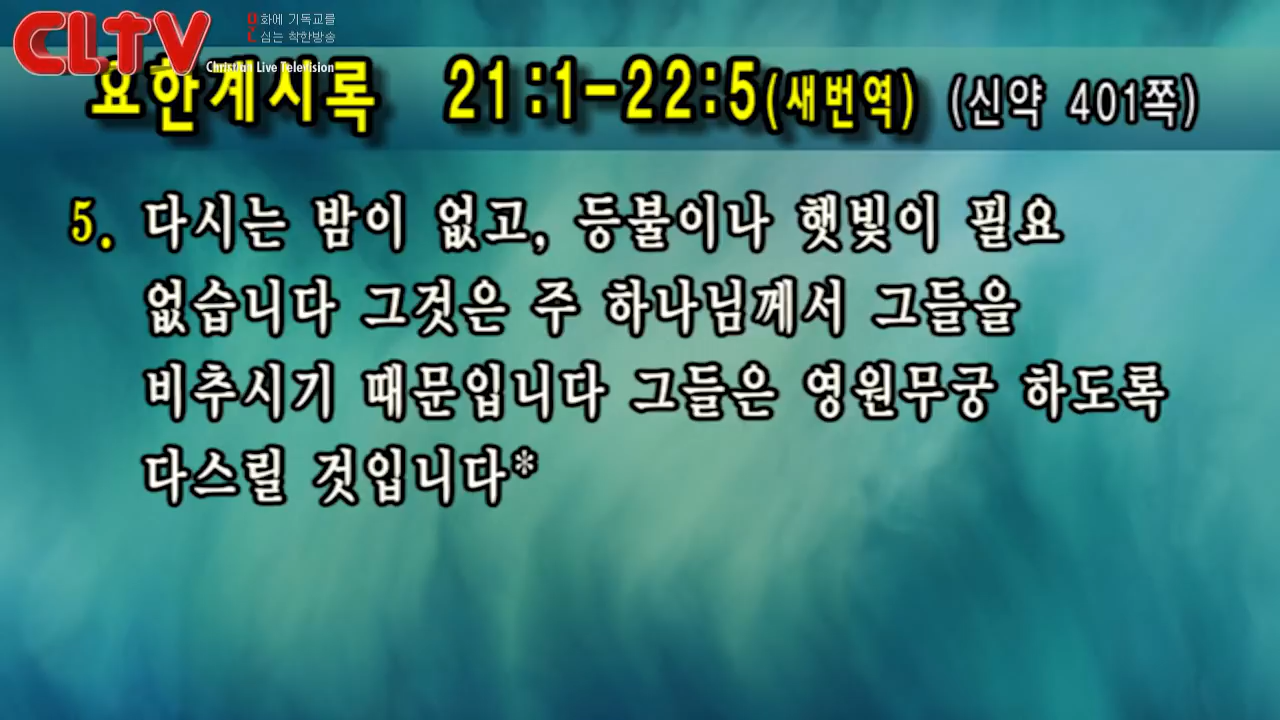 CLTV
문화에 기독교를
심는 착한방송
Christian Live Television
요한계시록 21:1-22:5(새번역) (신약 401쪽)
5. 다시는 밤이 없고, 등불이나 햇빛이 필요
없습니다 그것은 주 하나님께서 그들을
비추시기 때문입니다 그들은 영원무궁 하도록
다스릴 것입니다*